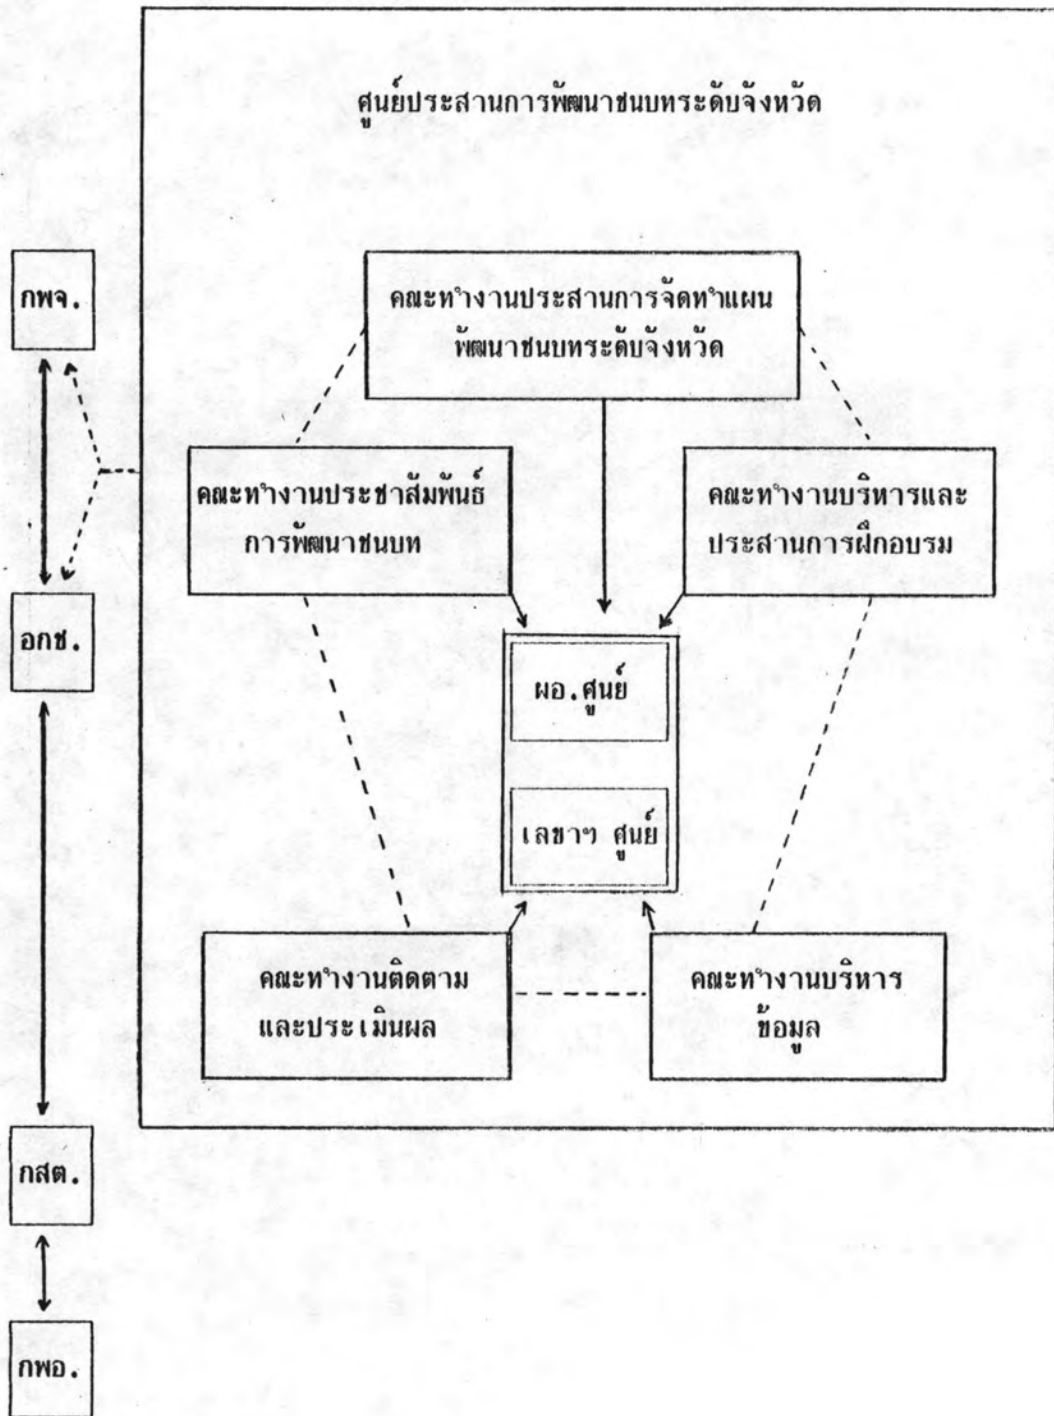 ศูนย์ประสานการพัฒนาชนบทระดับจังหวัด
กพจ.
คณะทำงานประสานการจัดทำแผน
พัฒนาชนบทระดับจังหวัด
คณะทำงานประชาสัมพันธ์
การพัฒนาชนบท
คณะทำงานบริหารและ
ประสานการฝึกอบรม
อกช.
ผอ.ศูนย์
เลขาฯ ศูนย์
คณะทำงานติดตาม
และประเมินผล
คณะทำงานบริหาร
ข้อมูล
กสต.
กพอ.